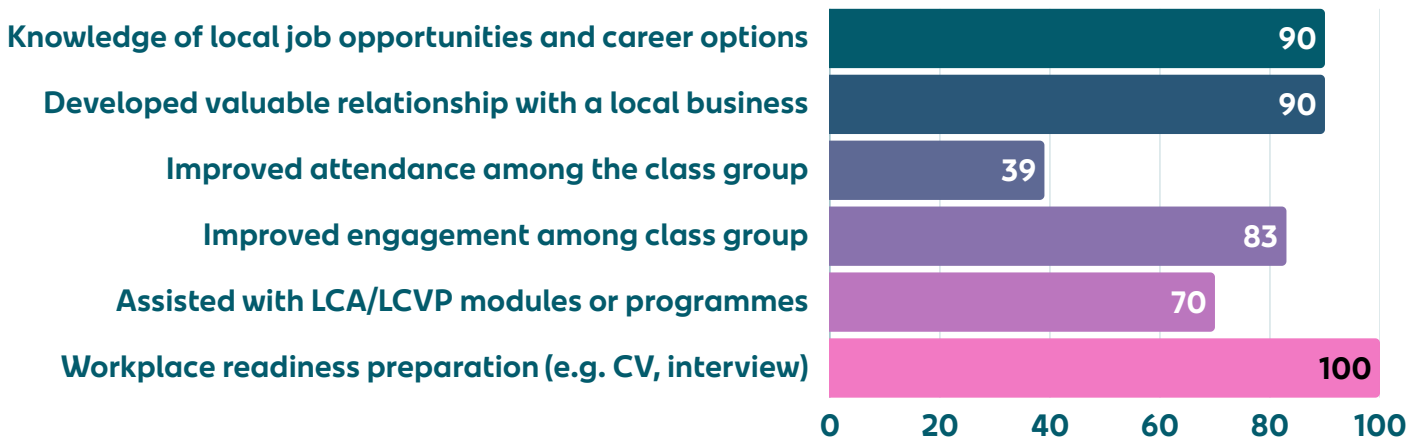 Knowledge of local job opportunities and career options 90
Developed valuable relationship with a local business 90
Improved attendance among the class group 39
Improved engagement among class group 83
Assisted with LCA/LCVP modules or programmes 70
Workplace readiness preparation (e.g. CV, interview) 100
0 20 40 60 80 100